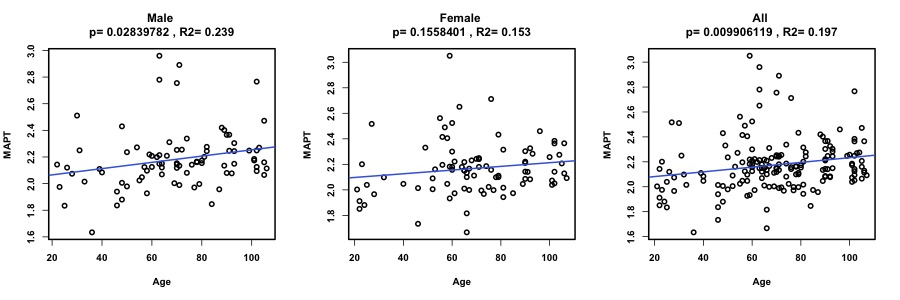 Male
p= 0.02839782 , R2= 0.239
MAPT
1.6 1.8 2.0 2.2 2.4 2.6 2.8 3.0
20 40 60 80 100
Age
Female
p= 0.1558401 , R2= 0.153
MAPT
1.8 2.0 2.2 2.4 2.6 2.8 3.0
20 40 60 80 100
Age
All
p= 0.009906119 , R2= 0.197
MAPT
1.6 1.8 2.0 2.2 2.4 2.6 2.8 3.0
20 40 60 80 100
Age